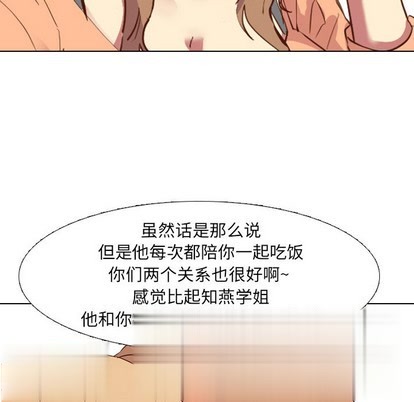 虽然话是那么说
但是他每次都陪你一起吃饭
你们两个关系也很好啊~
感觉比起知燕学姐
他和你